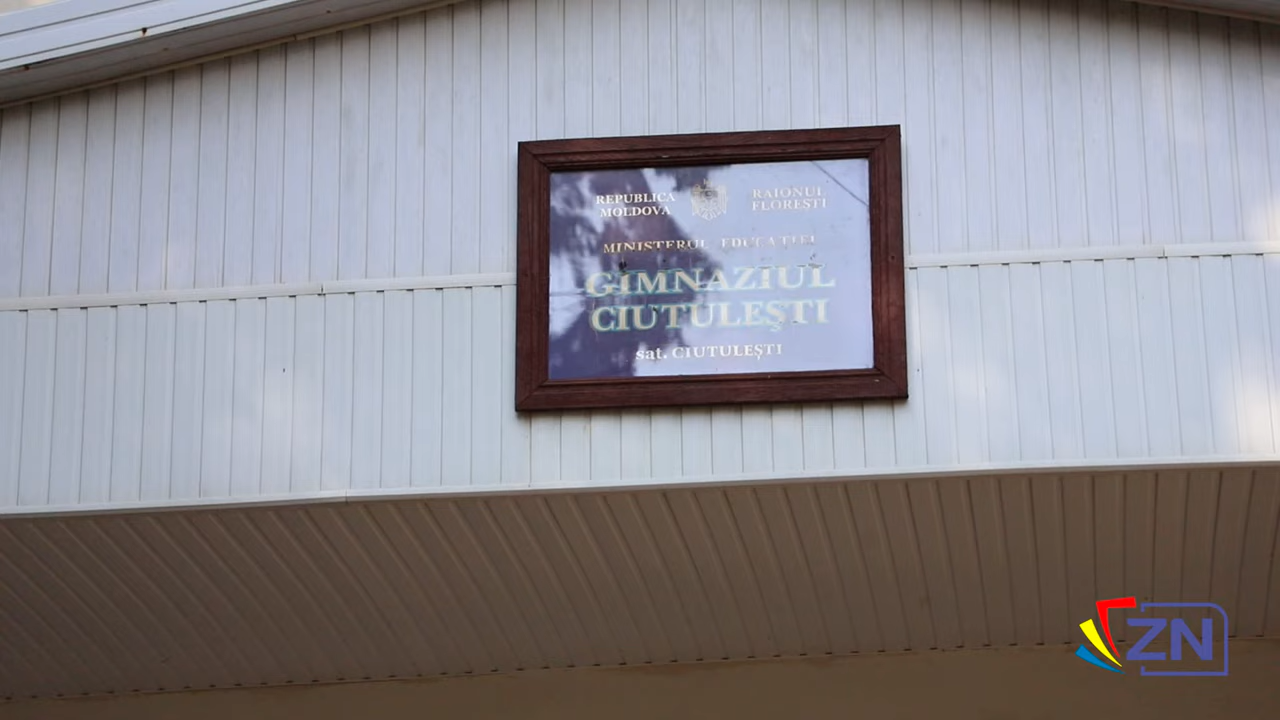 REPUBLICA
MOLDOVA
RAIONUL
FLOREȘTI
MINISTERUL EDUCAȚIEI
GIMNAZIUL
CIUTULEȘTI
sat. CIUTULEȘTI
ZN